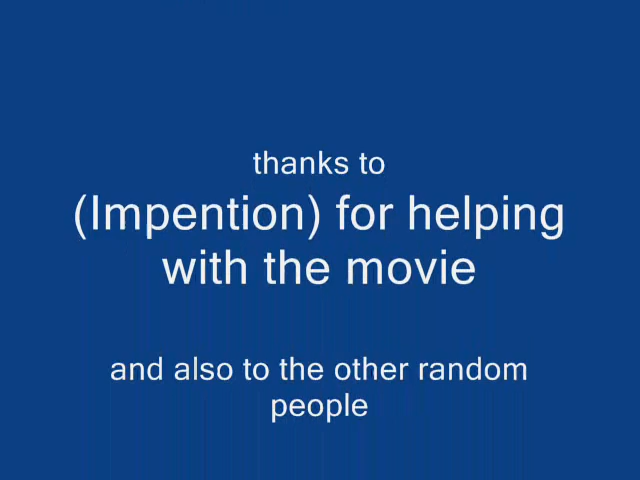 thanks to
(Impention) for helping
with the movie
and also to the other random
people